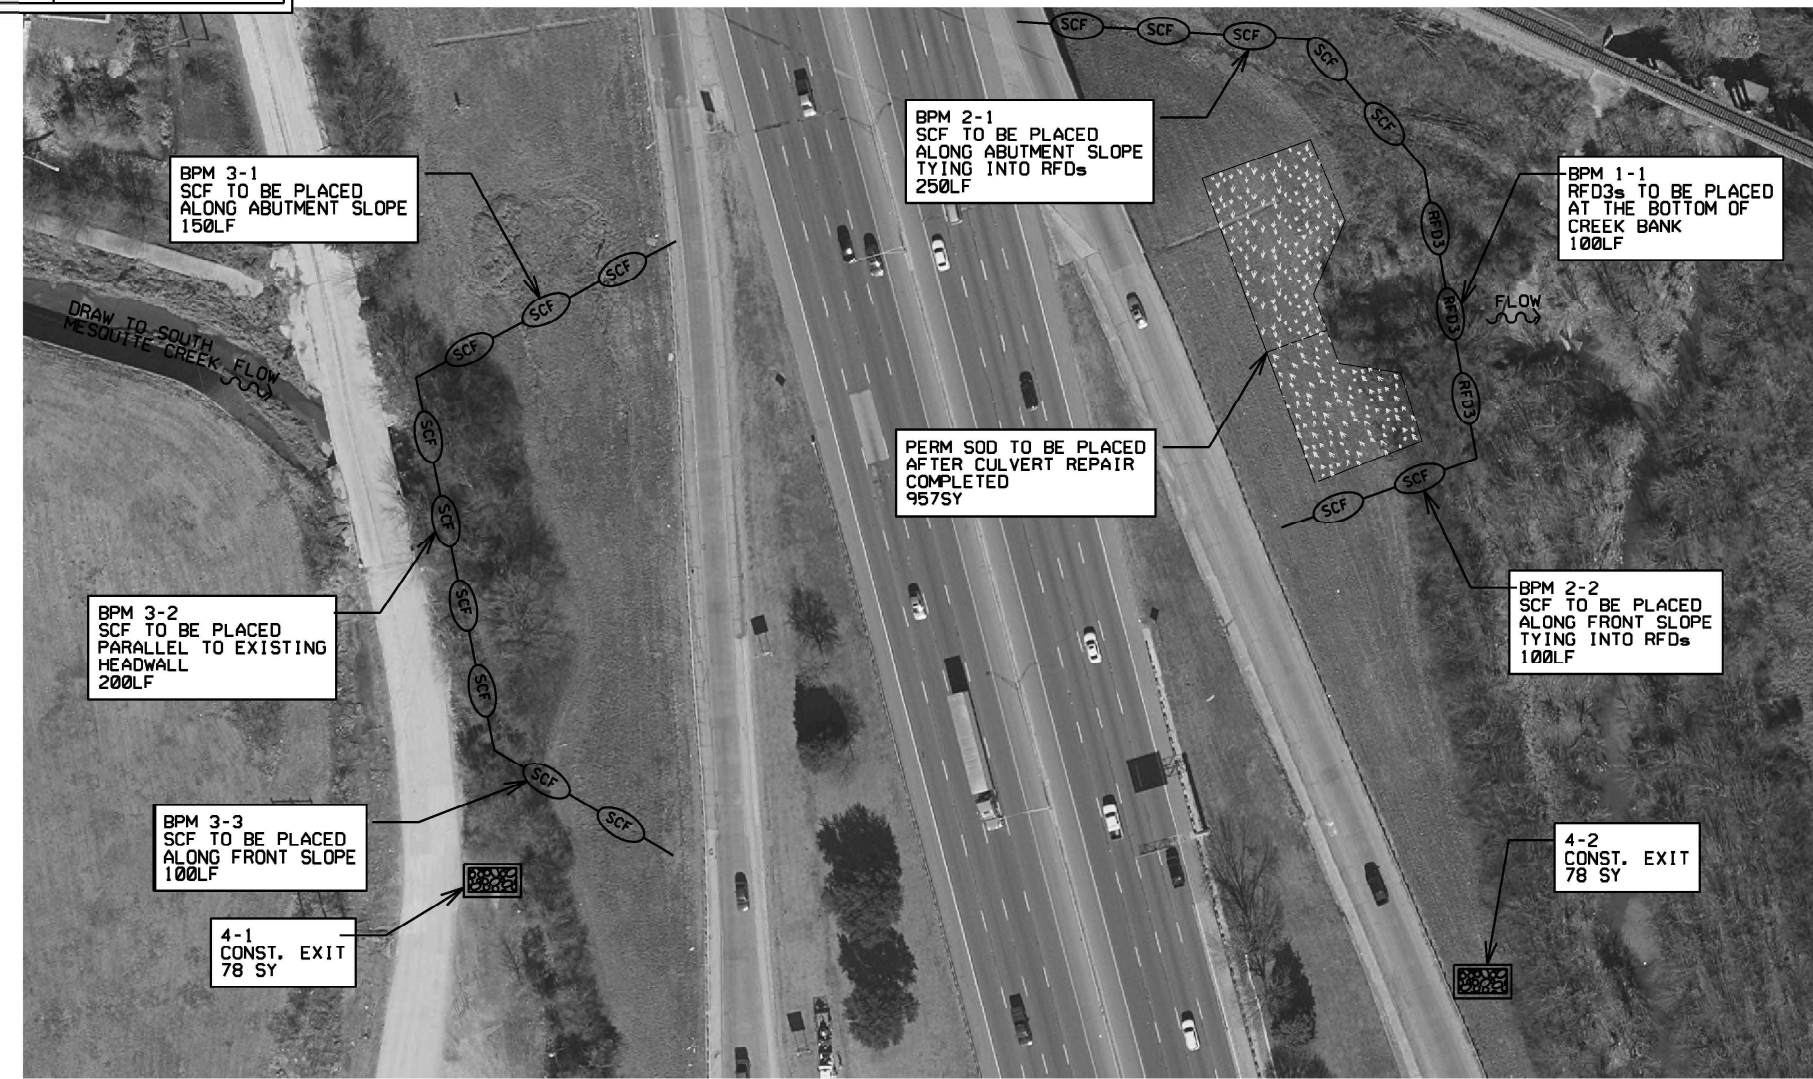 SCF
SCF
SCF
SCF
SCF
BPM 2-1
SCF TO BE PLACED
ALONG ABUTMENT SLOPE
TYING INTO RFDs
250LF
BPM 3-1
SCF TO BE PLACED
ALONG ABUTMENT SLOPE
150LF
BPM 1-1
RFD3s TO BE PLACED
AT THE BOTTOM OF
CREEK BANK
100LF
RFD3
RFD3
RFD3
FLOW
SCF
SCF
SCF
DRAW TO SOUTH
MESQUITE CREEK
FLOW
SCF
SCF
SCF
SCF
PERM SOD TO BE PLACED
AFTER CULVERT REPAIR
COMPLETED
957SY
SCF
SCF
BPM 3-2
SCF TO BE PLACED
PARALLEL TO EXISTING
HEADWALL
200LF
BPM 2-2
SCF TO BE PLACED
ALONG FRONT SLOPE
TYING INTO RFDs
100LF
SCF
SCF
BPM 3-3
SCF TO BE PLACED
ALONG FRONT SLOPE
100LF
4-2
CONST. EXIT
78 SY
4-1
CONST. EXIT
78 SY